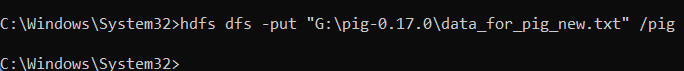 C:\Windows\System32>hdfs dfs -put "G:\pig-0.17.0\data_for_pig_new.txt" /pig
C:\Windows\System32>